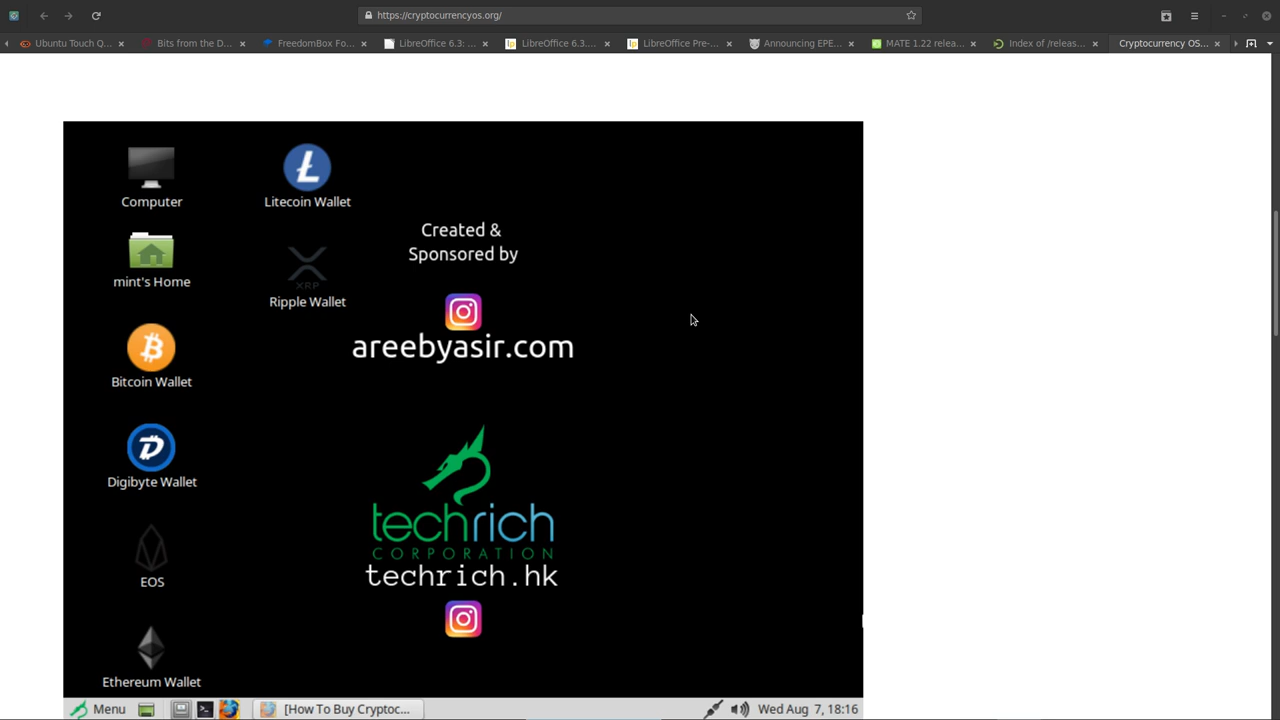 https://cryptocurrencyos.org/
Ubuntu Touch Q...
Bits from the D...
FreedomBox Fo...
LibreOffice 6.3: ...
LibreOffice 6.3....
LibreOffice Pre-...
Announcing EPE...
MATE 1.22 relea...
Index of /releas...
Cryptocurrency OS...
Computer
Litecoin Wallet
Created &
Sponsored by
mint's Home
XRP
Ripple Wallet
areebyasir.com
Bitcoin Wallet
Digibyte Wallet
techrich
CORPORATION
techrich.hk
EOS
Ethereum Wallet
Menu
[How To Buy Cryptoc...
Wed Aug 7, 18:16